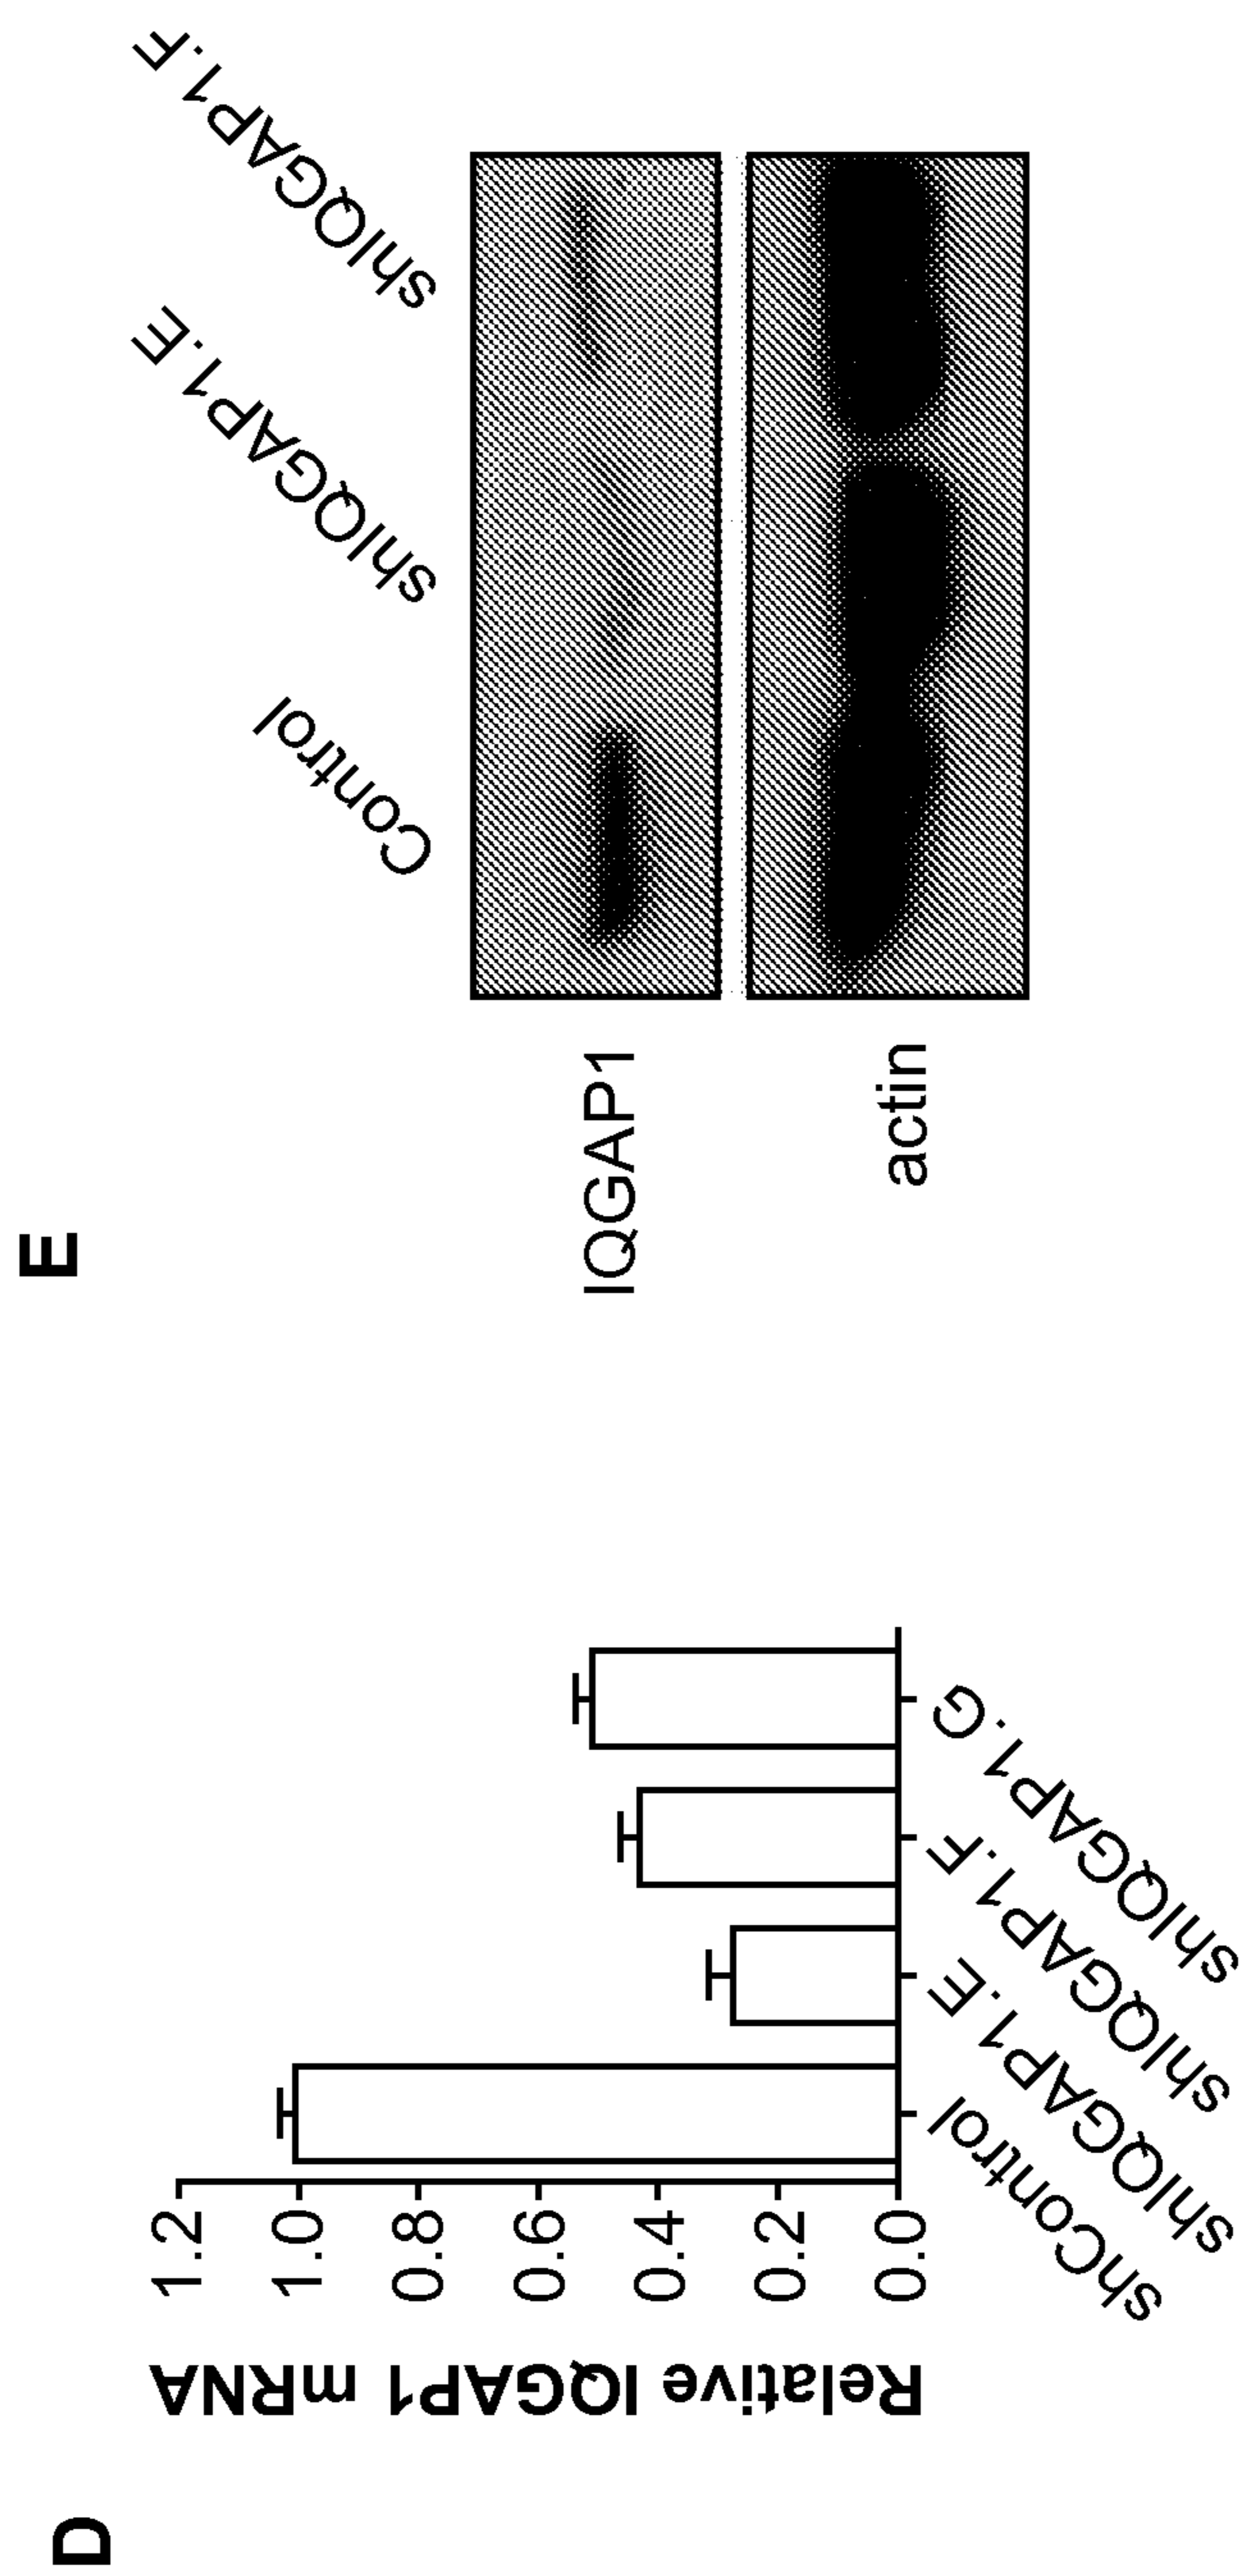 D
Relative IQGAP1 mRNA
1.2
1.0
0.8
0.6
0.4
0.2
0.0
shControl
shIQGAP1.E
shIQGAP1.F
shIQGAP1.G
E
Control
shIQGAP1.E
shIQGAP1.F
IQGAP1
actin